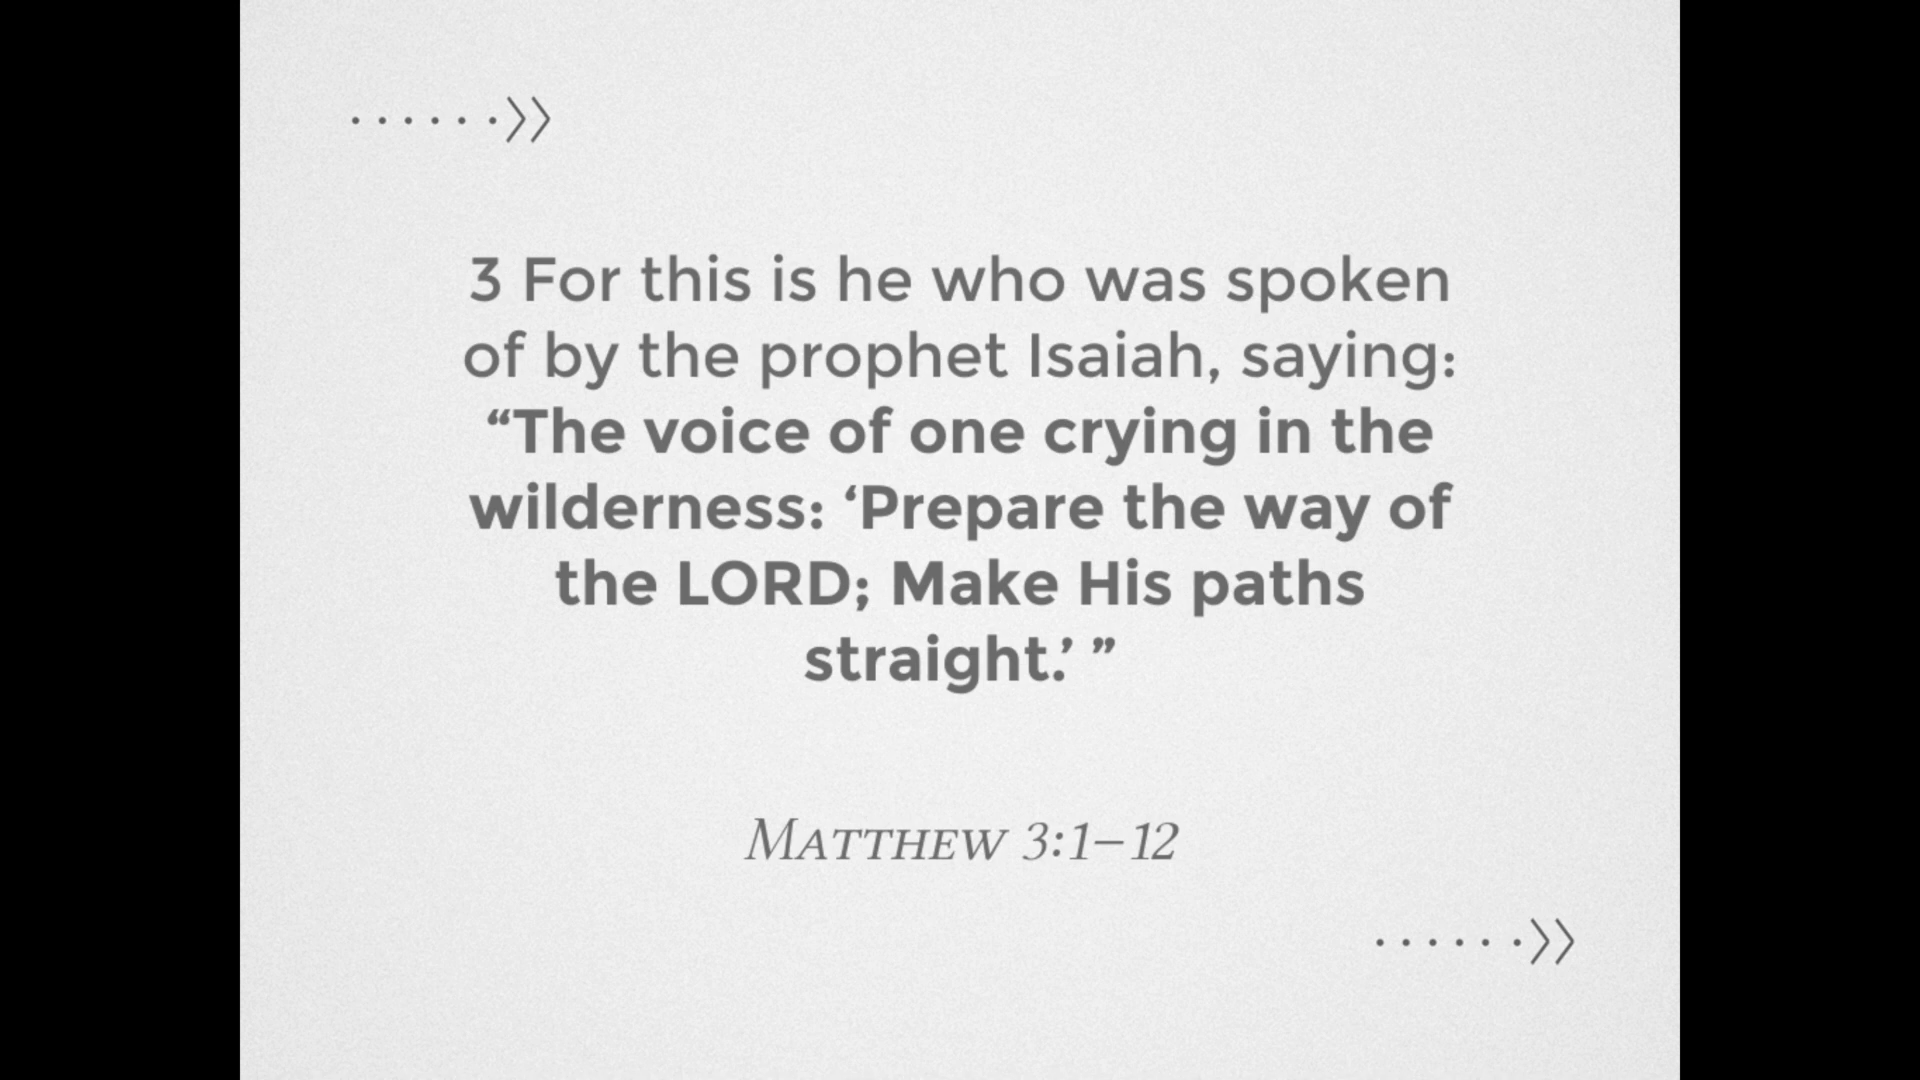 3 For this is he who was spoken
of by the prophet Isaiah, saying:
“The voice of one crying in the
wilderness: ‘Prepare the way of
the LORD; Make His paths
straight.’ ”
Matthew 3:1–12